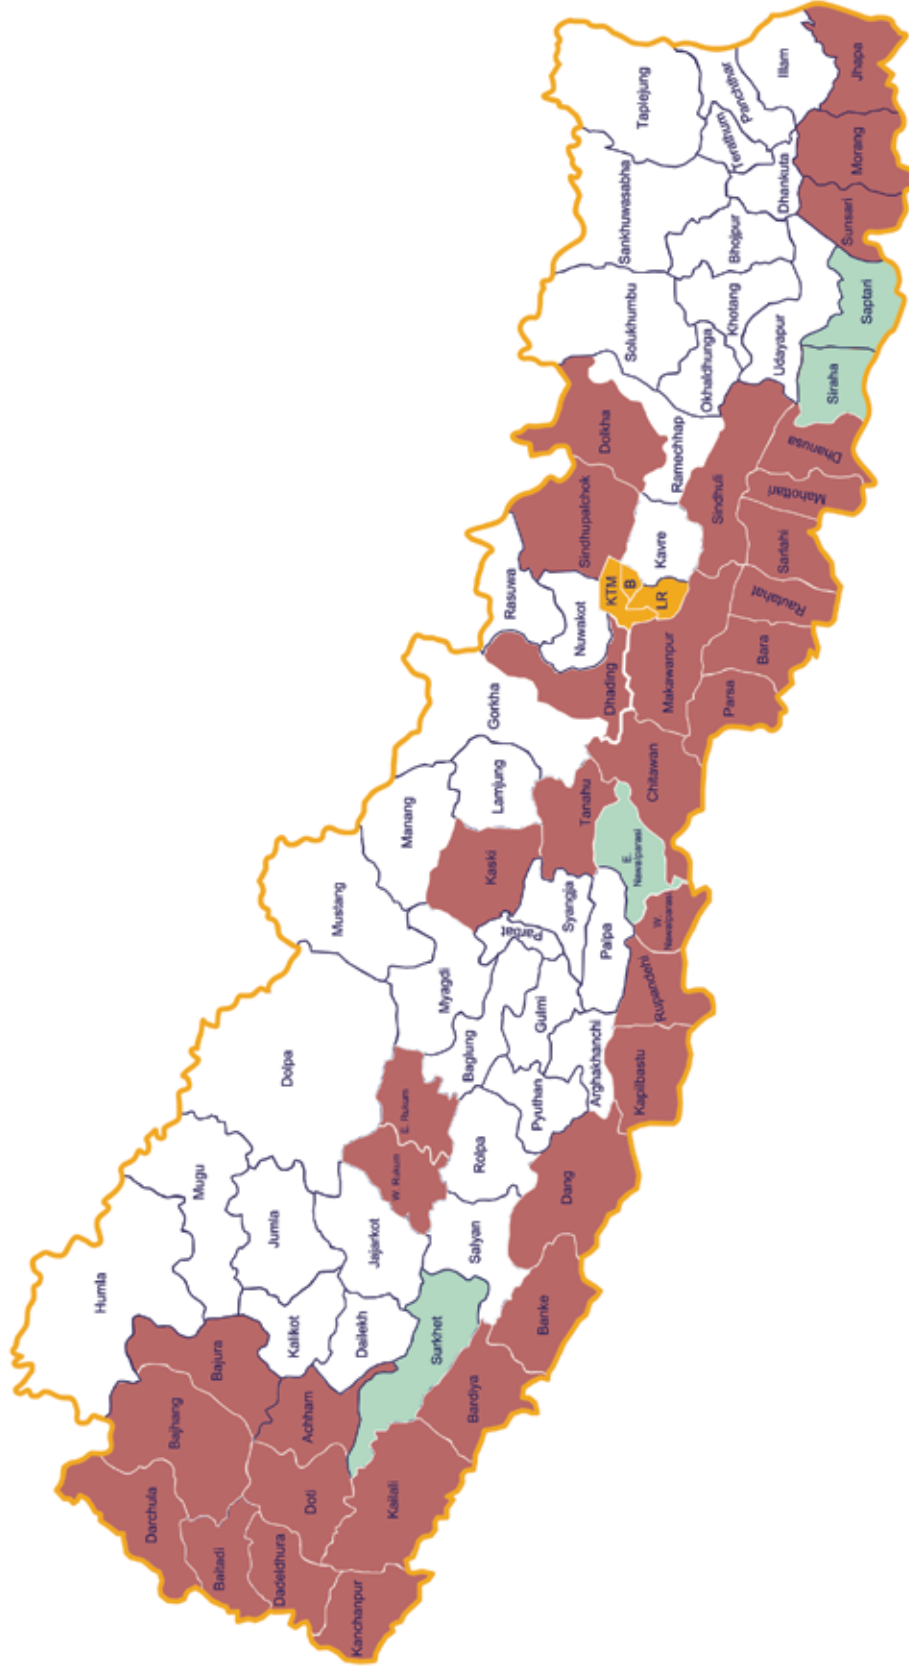 Darchula
Bajhang
Humla
Baitadi
Bajura
Mugu
Dadeldhura
Doti
Achham
Kalikot
Jumla
Dolpa
Mustang
Kanchanpur
Kailali
Surkhet
Dailekh
Jajarkot
W. Rukum
E. Rukum
Myagdi
Manang
Bardiya
Salyan
Rolpa
Baglung
Parbat
Kaski
Lamjung
Gorkha
Banke
Dang
Pyuthan
Gulmi
Syangja
Tanahu
Arghakhanchi
Palpa
Kapilbastu
Rupandehi
W.
Nawalparasi
E.
Nawalparasi
Chitawan
Dhading
Nuwakot
Rasuwa
Sindhupalchok
Dolkha
KTM
B
LR
Kavre
Ramechhap
Makawanpur
Sindhuli
Parsa
Bara
Rautahat
Sarlahi
Mahottari
Dhanusa
Solukhumbu
Sankhuwasabha
Taplejung
Okhaldhunga
Khotang
Bhojpur
Terathum
Panchthar
Udayapur
Dhankuta
Illam
Siraha
Saptari
Sunsari
Morang
Jhapa